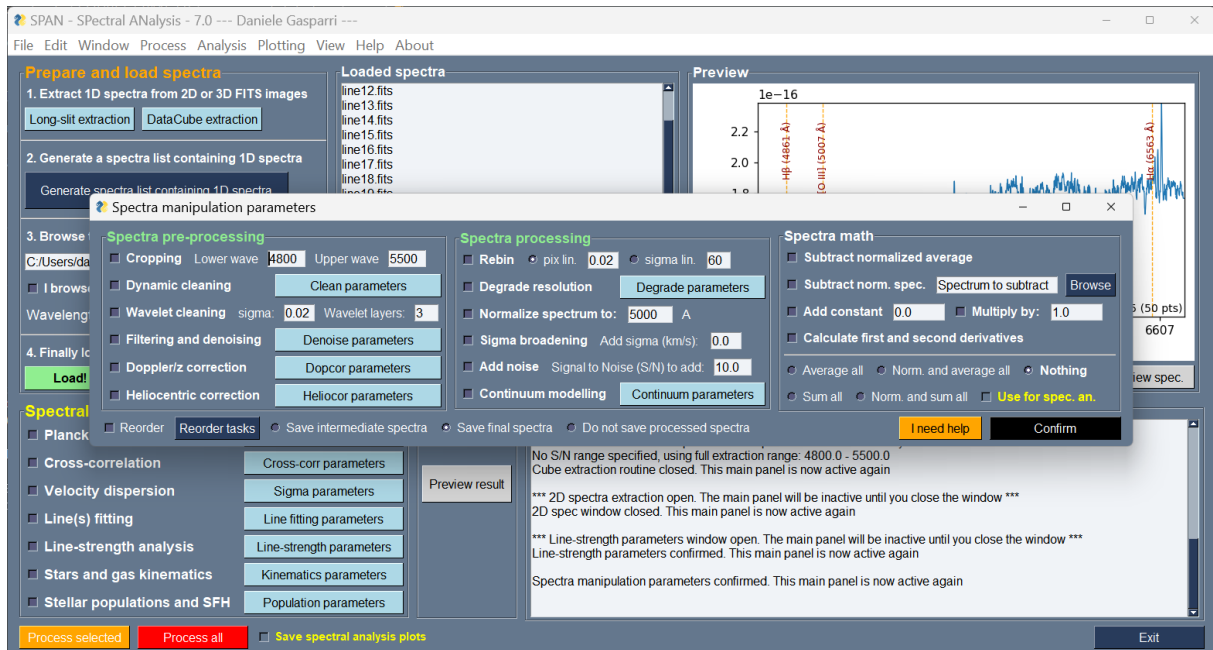 SPAN - SPectral ANalysis - 7.0 --- Daniele Gasparri ---
File Edit Window Process Analysis Plotting View Help About
Prepare and load spectra
1. Extract 1D spectra from 2D or 3D FITS images
Long-slit extraction DataCube extraction
2. Generate a spectra list containing 1D spectra
Generate spectra list containing 1D spectra
3. Browse
C:/Users/da
I brows
Waveleng
4. Finally lo
Load!
Loaded spectra
line12.fits
line13.fits
line14.fits
line15.fits
line16.fits
line17.fits
line18.fits
line19.fits
Preview
1e−16
2.2
2.0
1.8
Hβ (4861 Å)
[O III] (5007 Å)
Hα (6563 Å)
(50 pts)
6607
iew spec.
Spectra manipulation parameters
Spectra pre-processing
Cropping Lower wave 4800 Upper wave 5500
Dynamic cleaning Clean parameters
Wavelet cleaning sigma: 0.02 Wavelet layers: 3
Filtering and denoising Denoise parameters
Doppler/z correction Dopcor parameters
Heliocentric correction Heliocor parameters
Spectra processing
Rebin pix lin. 0.02 sigma lin. 60
Degrade resolution Degrade parameters
Normalize spectrum to: 5000 A
Sigma broadening Add sigma (km/s): 0.0
Add noise Signal to Noise (S/N) to add: 10.0
Continuum modelling Continuum parameters
Spectra math
Subtract normalized average
Subtract norm. spec. Spectrum to subtract Browse
Add constant 0.0 Multiply by: 1.0
Calculate first and second derivatives
Average all Norm. and average all Nothing
Sum all Norm. and sum all Use for spec. an.
Reorder Reorder tasks Save intermediate spectra Save final spectra Do not save processed spectra I need help Confirm
Spectral
Planck
Cross-correlation Cross-corr parameters
Velocity dispersion Sigma parameters
Line(s) fitting Line fitting parameters
Line-strength analysis Line-strength parameters
Stars and gas kinematics Kinematics parameters
Stellar populations and SFH Population parameters
Preview result
No S/N range specified, using full extraction range: 4800.0 - 5500.0
Cube extraction routine closed. This main panel is now active again
*** 2D spectra extraction open. The main panel will be inactive until you close the window ***
2D spec window closed. This main panel is now active again
*** Line-strength parameters window open. The main panel will be inactive until you close the window ***
Line-strength parameters confirmed. This main panel is now active again
Spectra manipulation parameters confirmed. This main panel is now active again
Process selected Process all Save spectral analysis plots Exit